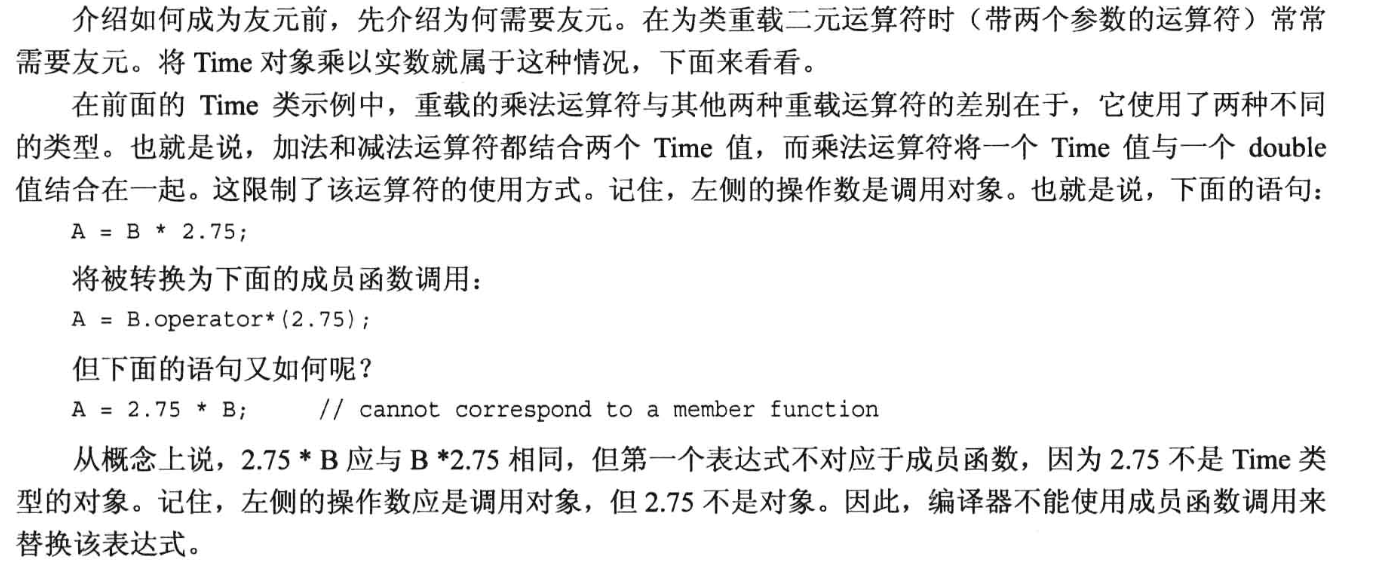 介绍如何成为友元前，先介绍为何需要友元。在为类重载二元运算符时（带两个参数的运算符）常常
需要友元。将 Time 对象乘以实数就属于这种情况，下面来看看。
在前面的 Time 类示例中，重载的乘法运算符与其他两种重载运算符的差别在于，它使用了两种不同
的类型。也就是说，加法和减法运算符都结合两个 Time 值，而乘法运算符将一个 Time 值与一个 double
值结合在一起。这限制了该运算符的使用方式。记住，左侧的操作数是调用对象。也就是说，下面的语句：
A = B * 2.75;
将被转换为下面的成员函数调用：
A = B.operator*(2.75);
但下面的语句又如何呢？
A = 2.75 * B; // cannot correspond to a member function
从概念上说，2.75 * B 应与 B *2.75 相同，但第一个表达式不对应于成员函数，因为 2.75 不是 Time 类
型的对象。记住，左侧的操作数应是调用对象，但 2.75 不是对象。因此，编译器不能使用成员函数调用来
替换该表达式。